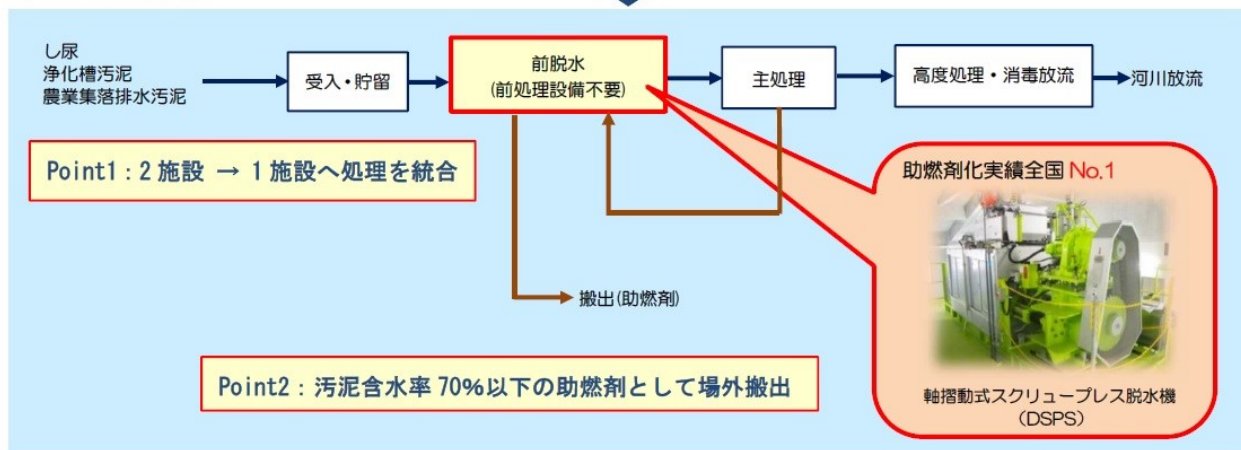 し尿
浄化槽汚泥
農業集落排水汚泥
受入・貯留
前脱水
(前処理設備不要)
主処理
高度処理・消毒放流
河川放流
Point1：2 施設 → 1 施設へ処理を統合
助燃剤化実績全国 No.1
搬出(助燃剤)
Point2：汚泥含水率 70%以下の助燃剤として場外搬出
軸摺動式スクリュープレス脱水機
（DSPS）